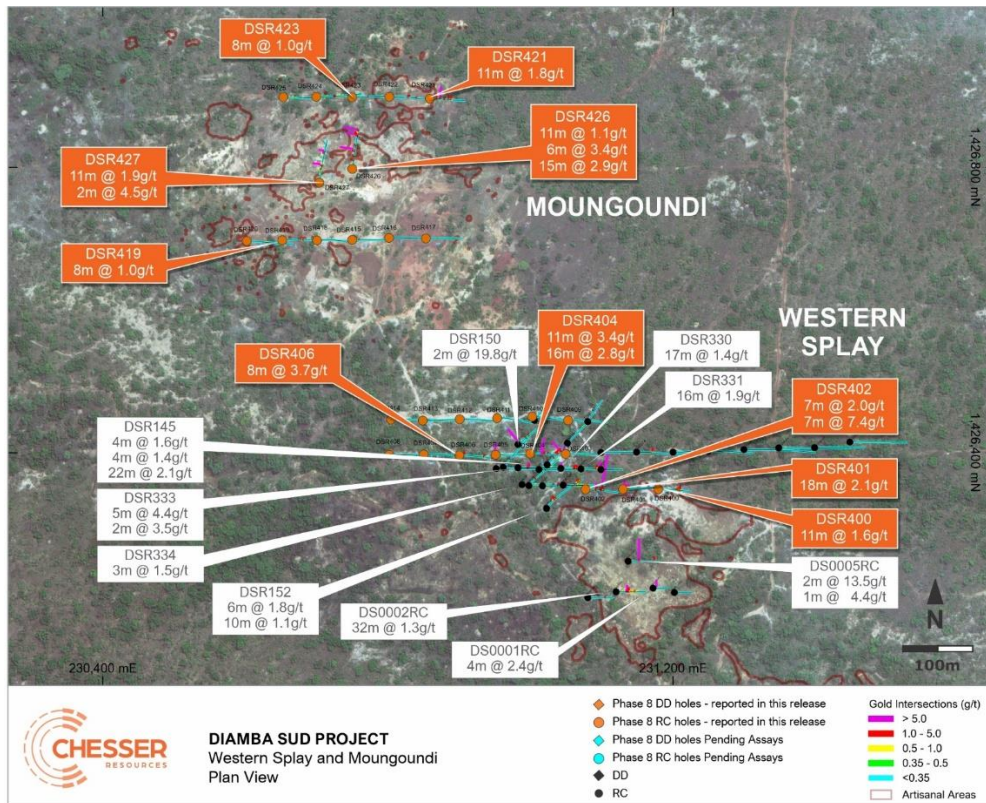 DSR423
8m @ 1.0g/t
DSR421
11m @ 1.8g/t
DSR425
DSR424
DSR423
DSR422
DSR426
11m @ 1.1g/t
6m @ 3.4g/t
15m @ 2.9g/t
DSR427
11m @ 1.9g/t
2m @ 4.5g/t
1,426,800 mN
MOUNGOUNDI
DSR415
DSR417
DSR419
8m @ 1.0g/t
WESTERN
SPLAY
DSR150
2m @ 19.8g/t
DSR404
11m @ 3.4g/t
16m @ 2.8g/t
DSR330
17m @ 1.4g/t
DSR406
8m @ 3.7g/t
DSR331
16m @ 1.9g/t
DSR402
7m @ 2.0g/t
7m @ 7.4g/t
DSR145
4m @ 1.6g/t
4m @ 1.4g/t
22m @ 2.1g/t
1,426,400 mN
DSR401
18m @ 2.1g/t
DSR333
5m @ 4.4g/t
2m @ 3.5g/t
DSR400
11m @ 1.6g/t
DSR334
3m @ 1.5g/t
DS0005RC
2m @ 13.5g/t
1m @ 4.4g/t
DSR152
6m @ 1.8g/t
10m @ 1.1g/t
DS0002RC
32m @ 1.3g/t
DS0001RC
4m @ 2.4g/t
N
100m
230,400 mE
231,200 mE
CHESSER
RESOURCES
DIAMBA SUD PROJECT
Western Splay and Moungoundi
Plan View
Phase 8 DD holes - reported in this release
Phase 8 RC holes - reported in this release
Phase 8 DD holes Pending Assays
Phase 8 RC holes Pending Assays
DD
RC
Gold Intersections (g/t)
> 5.0
1.0 - 5.0
0.5 - 1.0
0.35 - 0.5
<0.35
Artisanal Areas